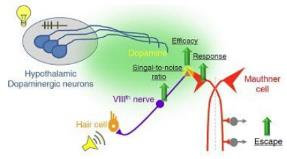 Dopamine
Efficacy
Response
Singal-to-noise
ratio
Hypothalamic
Dopaminergic neurons
VIIIth nerve
Mauthner
cell
Hair cell
Escape